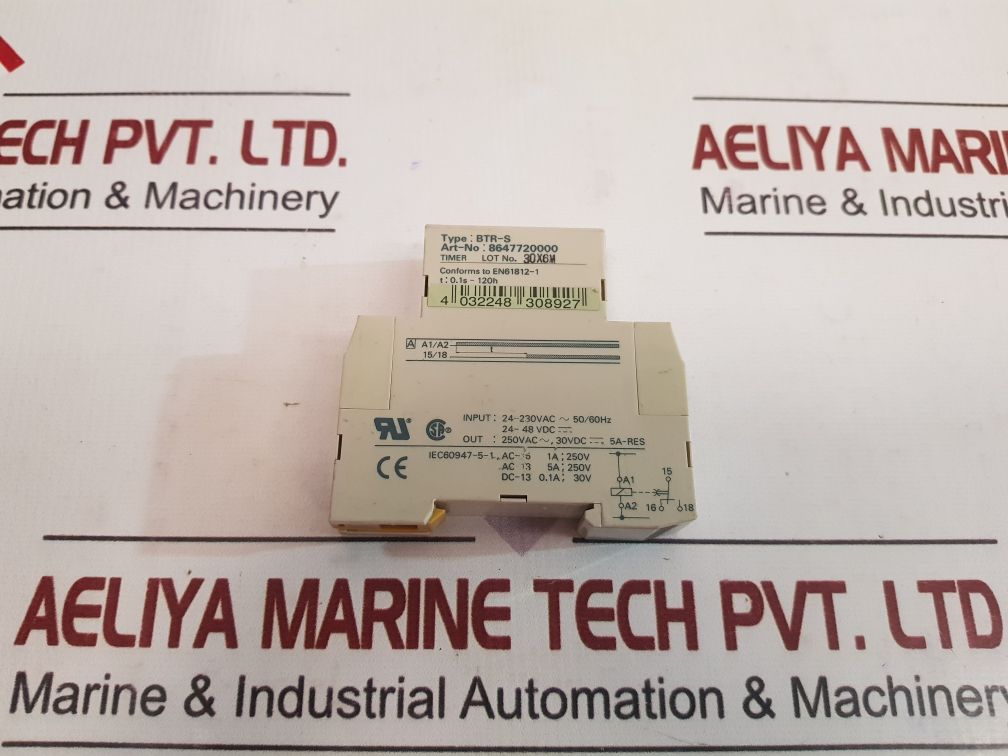 ECH PVT. LTD.
ation & Machinery
AELIYA MARI
Marine & Industri
Type : BTR-S
Art-No : 8647720000
TIMER LOT No. 30X6M
Conforms to EN61812-1
t : 0.1s - 120h
4 032248 308927
A A1/A2
t
15/18
INPUT : 24-230VAC ~ 50/60Hz
24- 48 VDC ⎓
OUT : 250VAC~, 30VDC ⎓ 5A-RES
IEC60947-5-1., AC-15 1A ; 250V
AC-13 5A ; 250V
DC-13 0.1A ; 30V
CE
15
A1
A2 16 18
AELIYA MARINE TECH PVT. LTD
Marine & Industrial Automation & Machiner